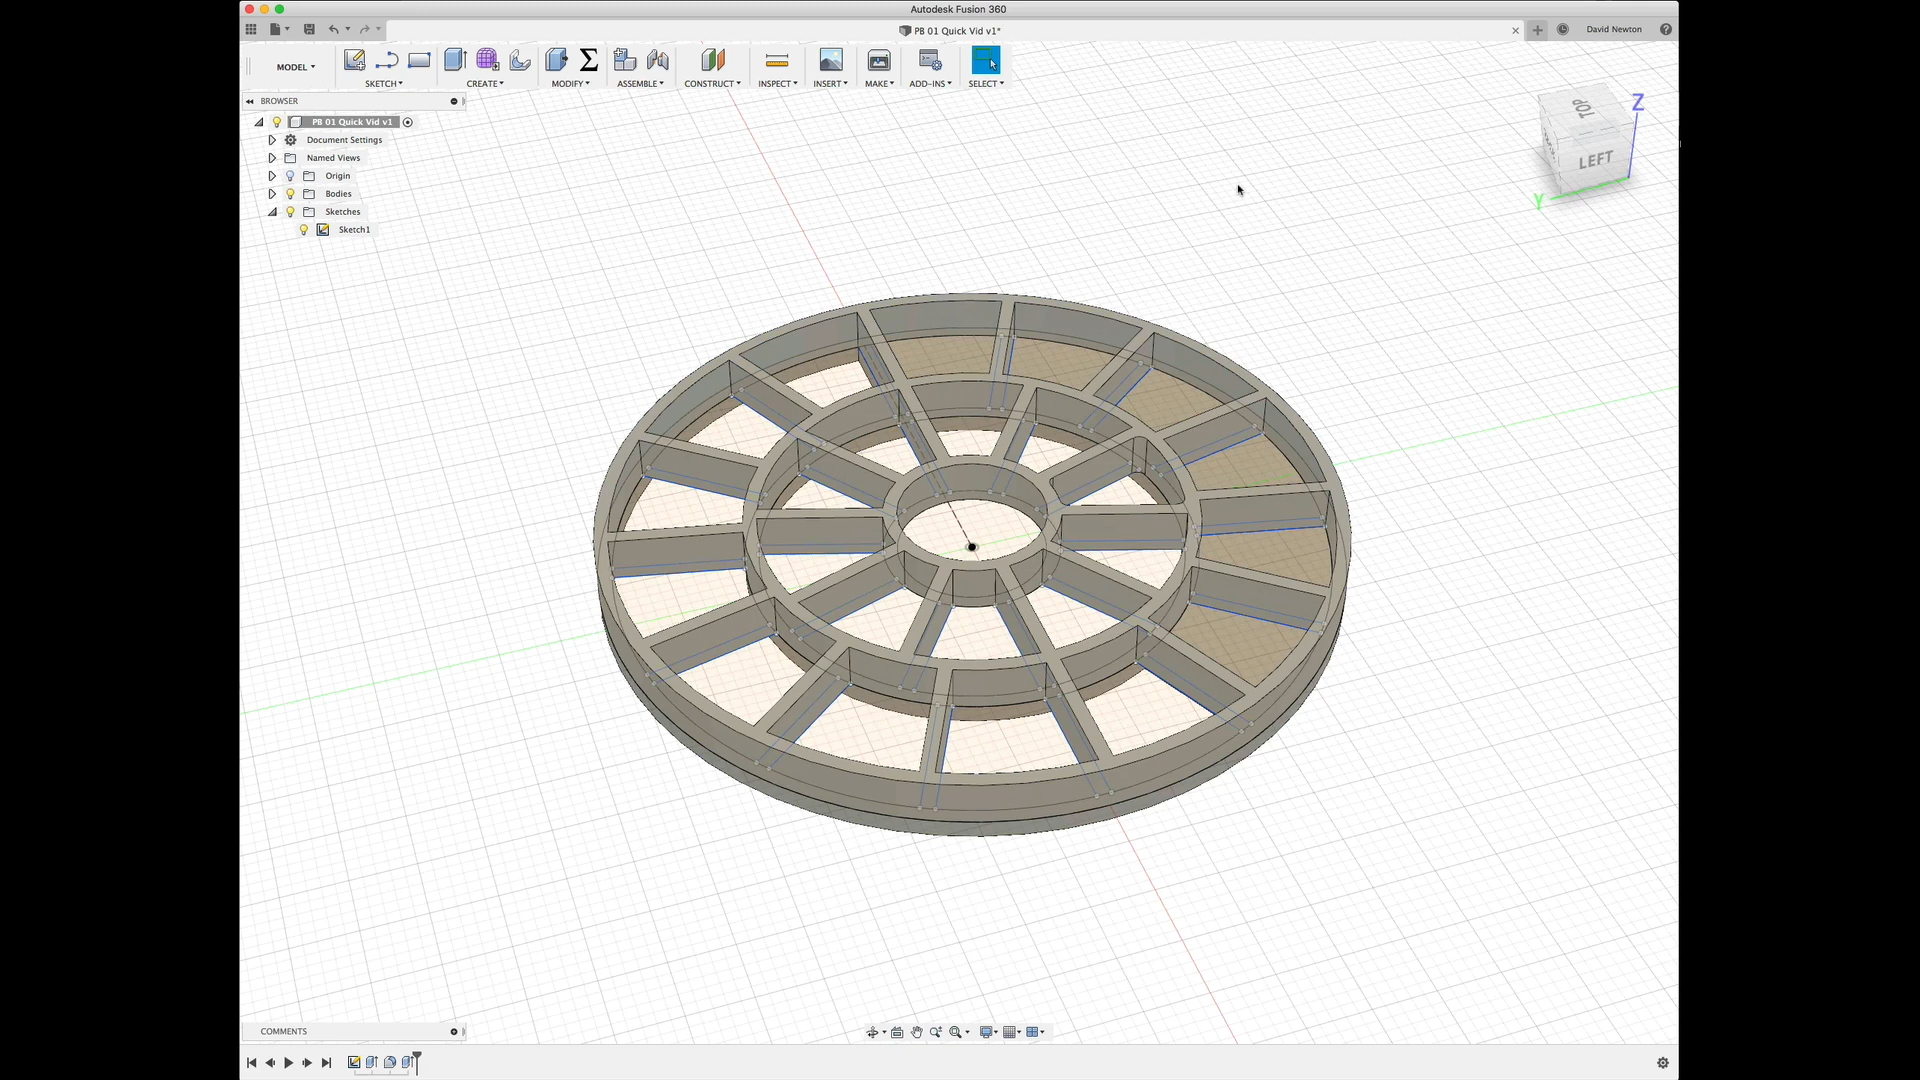 Autodesk Fusion 360
PB 01 Quick Vid v1*
David Newton
MODEL
SKETCH
CREATE
MODIFY
ASSEMBLE
CONSTRUCT
INSPECT
INSERT
MAKE
ADD-INS
SELECT
BROWSER
PB 01 Quick Vid v1
Document Settings
Named Views
Origin
Bodies
Sketches
Sketch1
TOP
LEFT
Z
Y
COMMENTS